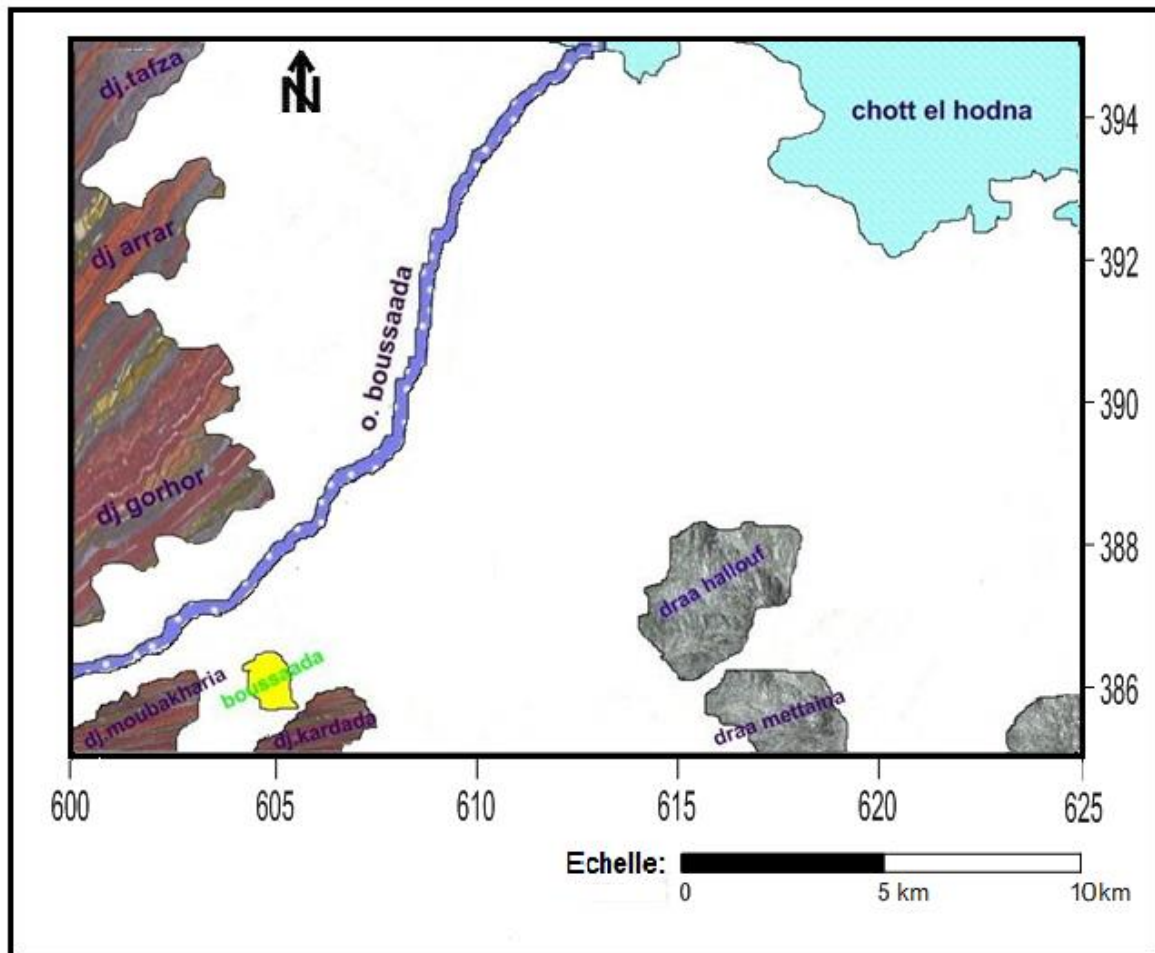 dj.tafza
N
chott el hodna
394
dj arrar
392
o. boussaada
390
dj gorhor
388
draa hallouf
dj.moubakharia
boussaada
386
dj.kardada
draa mettaina
600
605
610
615
620
625
Echelle:
0
5 km
10km